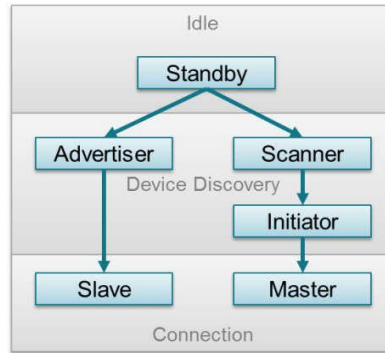 Idle
Standby
Advertiser
Scanner
Device Discovery
Initiator
Slave
Master
Connection